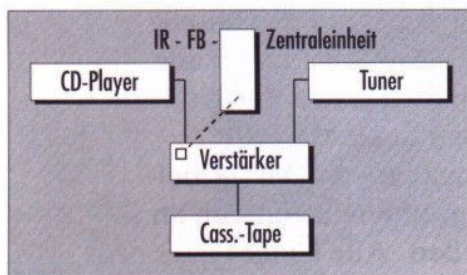 IR - FB - Zentraleinheit
CD-Player
Tuner
Verstärker
Cass.-Tape